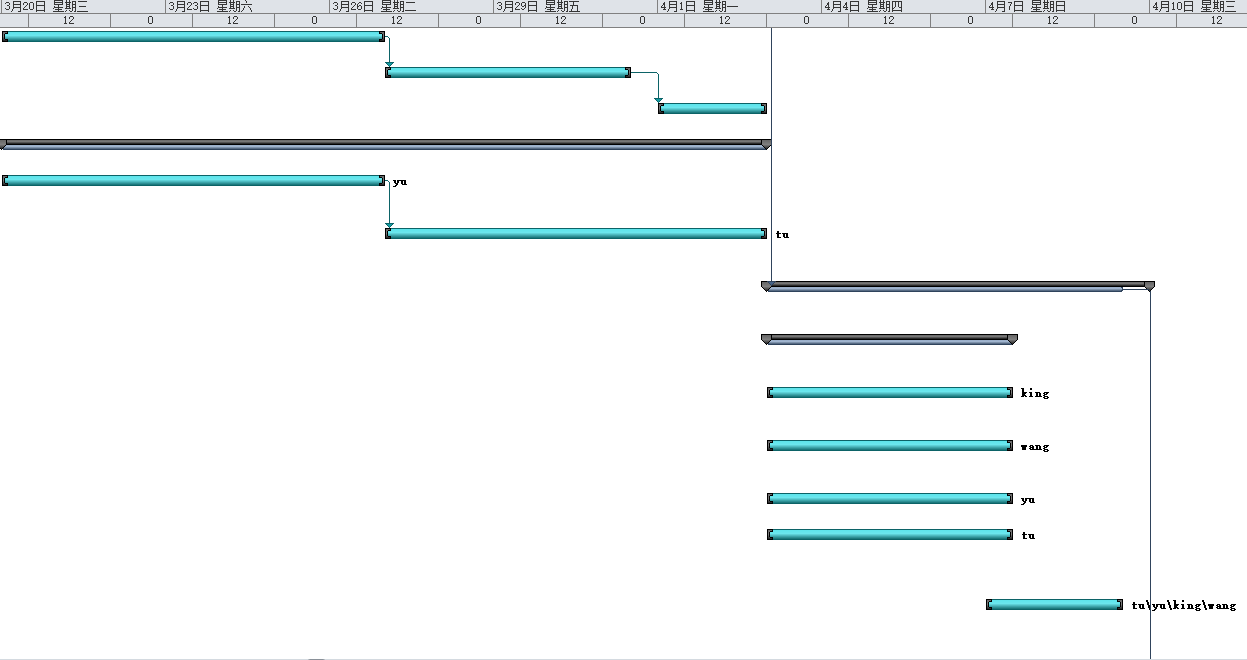 3月20日 星期三 3月23日 星期六 3月26日 星期二 3月29日 星期五 4月1日 星期一 4月4日 星期四 4月7日 星期日 4月10日 星期三
12 0 12 0 12 0 12 0 12 0 12 0 12 0 12
yu
tu
king
wang
yu
tu
tu\yu\king\wang